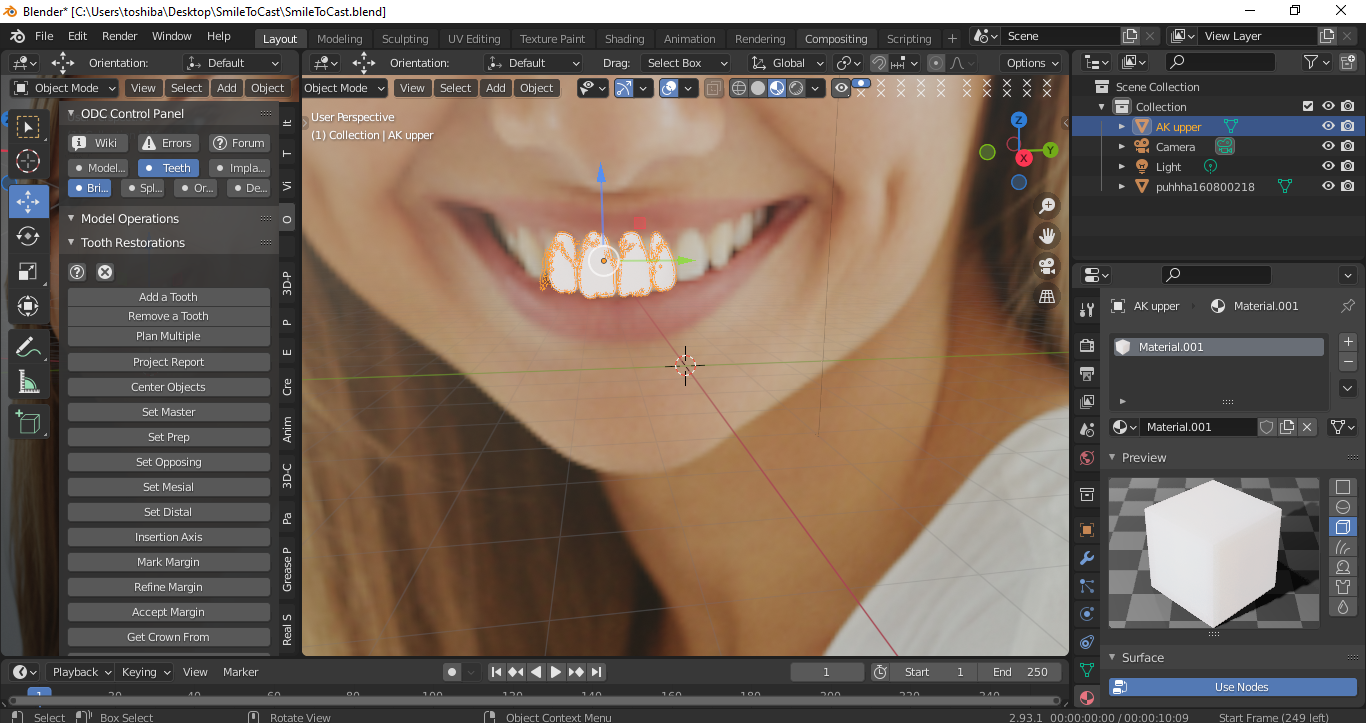 Blender* [C:\Users\toshiba\Desktop\SmileToCast\SmileToCast.blend]
File Edit Render Window Help Layout Modeling Sculpting UV Editing Texture Paint Shading Animation Rendering Compositing Scripting + Scene View Layer
Orientation: Default Orientation: Default Drag: Select Box Global Options
Object Mode View Select Add Object Object Mode View Select Add Object
Scene Collection
Collection
AK upper
Camera
Light
puhhha160800218
ODC Control Panel
Wiki Errors Forum
Model... Teeth Impla...
Bri... Spl... Or... De...
Model Operations
Tooth Restorations
Add a Tooth
Remove a Tooth
Plan Multiple
Project Report
Center Objects
Set Master
Set Prep
Set Opposing
Set Mesial
Set Distal
Insertion Axis
Mark Margin
Refine Margin
Accept Margin
Get Crown From
It
T
Vi
O
3D-P
P
E
Cre
Anim
3D-C
Pa
Grease P
Real S
User Perspective
(1) Collection | AK upper
Z
Y
X
AK upper Material.001
Material.001
Material.001
Preview
Surface
Use Nodes
Playback Keying View Marker 1 Start 1 End 250
1 20 40 60 80 100 120 140 160 180 200 220 240
Select Box Select Rotate View Object Context Menu 2.93.1 00:00:00:00 / 00:00:10:09 Start Frame (249 left)